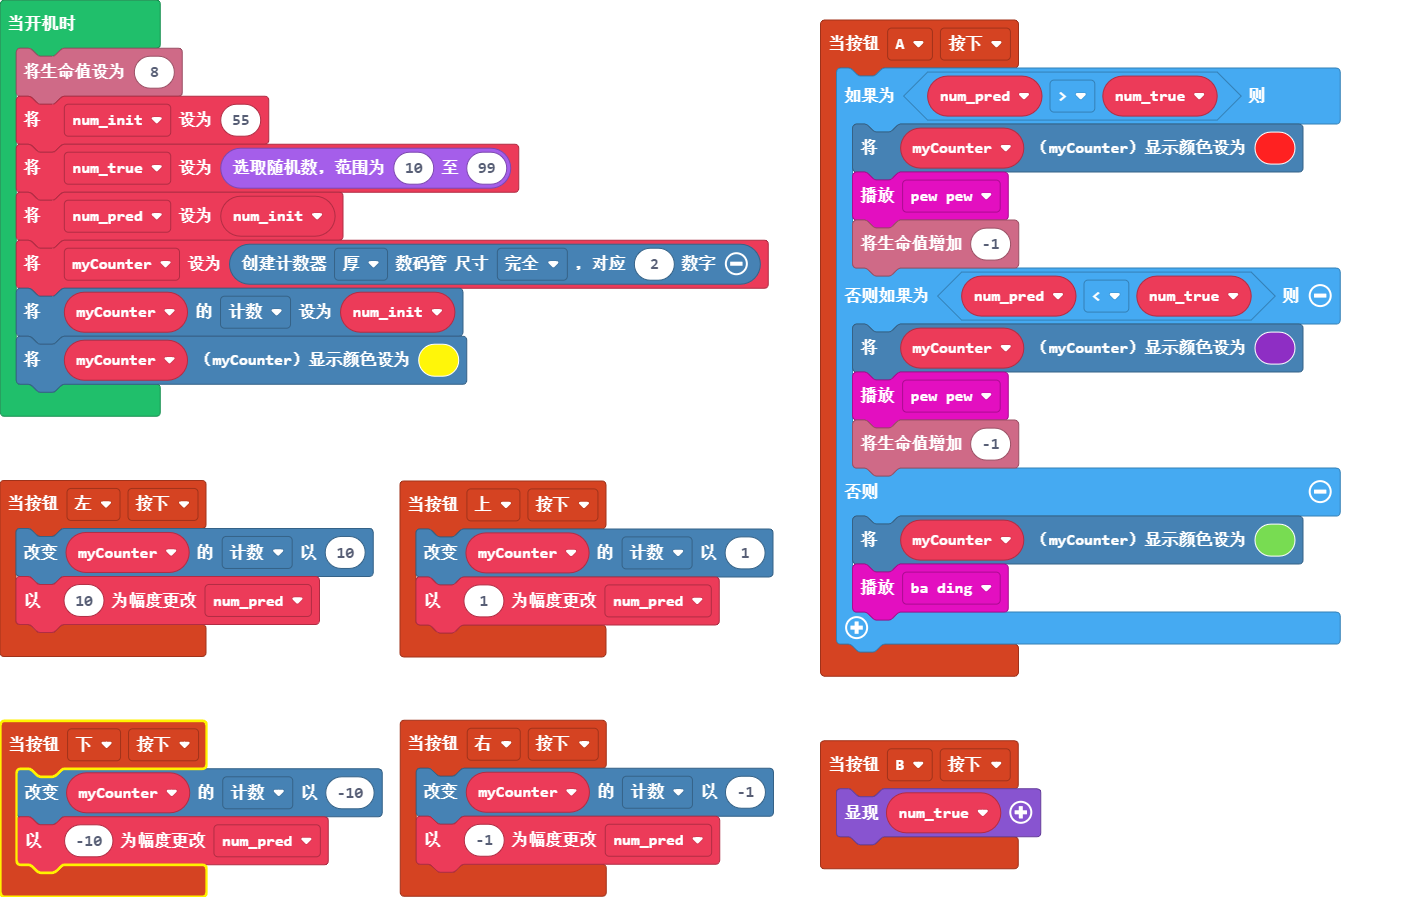 当开机时
将生命值设为 8
将 num_init 设为 55
将 num_true 设为 选取随机数，范围为 10 至 99
将 num_pred 设为 num_init
将 myCounter 设为 创建计数器 厚 数码管 尺寸 完全 ，对应 2 数字
将 myCounter 的 计数 设为 num_init
将 myCounter （myCounter）显示颜色设为
当按钮 左 按下
改变 myCounter 的 计数 以 10
以 10 为幅度更改 num_pred
当按钮 上 按下
改变 myCounter 的 计数 以 1
以 1 为幅度更改 num_pred
当按钮 下 按下
改变 myCounter 的 计数 以 -10
以 -10 为幅度更改 num_pred
当按钮 右 按下
改变 myCounter 的 计数 以 -1
以 -1 为幅度更改 num_pred
当按钮 A 按下
如果为 num_pred > num_true 则
将 myCounter （myCounter）显示颜色设为
播放 pew pew
将生命值增加 -1
否则如果为 num_pred < num_true 则
将 myCounter （myCounter）显示颜色设为
播放 pew pew
将生命值增加 -1
否则
将 myCounter （myCounter）显示颜色设为
播放 ba ding
当按钮 B 按下
显现 num_true